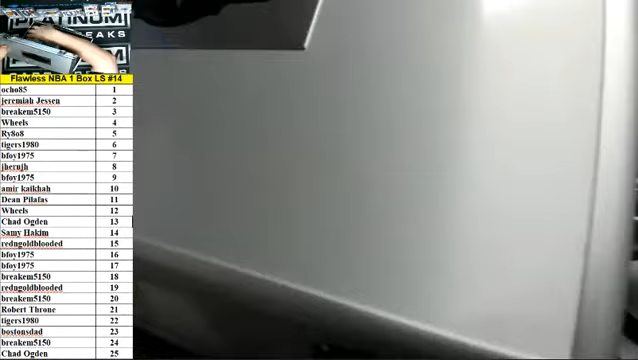 PLATINUM
BREAKS
Flawless NBA 1 Box LS #14
ocho85 1
jeremiah Jessen 2
breakem5150 3
Wheels 4
Ry8o8 5
tigers1980 6
bfoy1975 7
jherujh 8
bfoy1975 9
amir kaikhah 10
Dean Pilafas 11
Wheels 12
Chad Ogden 13
Samy Hakim 14
redngoldblooded 15
bfoy1975 16
bfoy1975 17
breakem5150 18
redngoldblooded 19
breakem5150 20
Robert Throne 21
tigers1980 22
bostonsdad 23
breakem5150 24
Chad Ogden 25